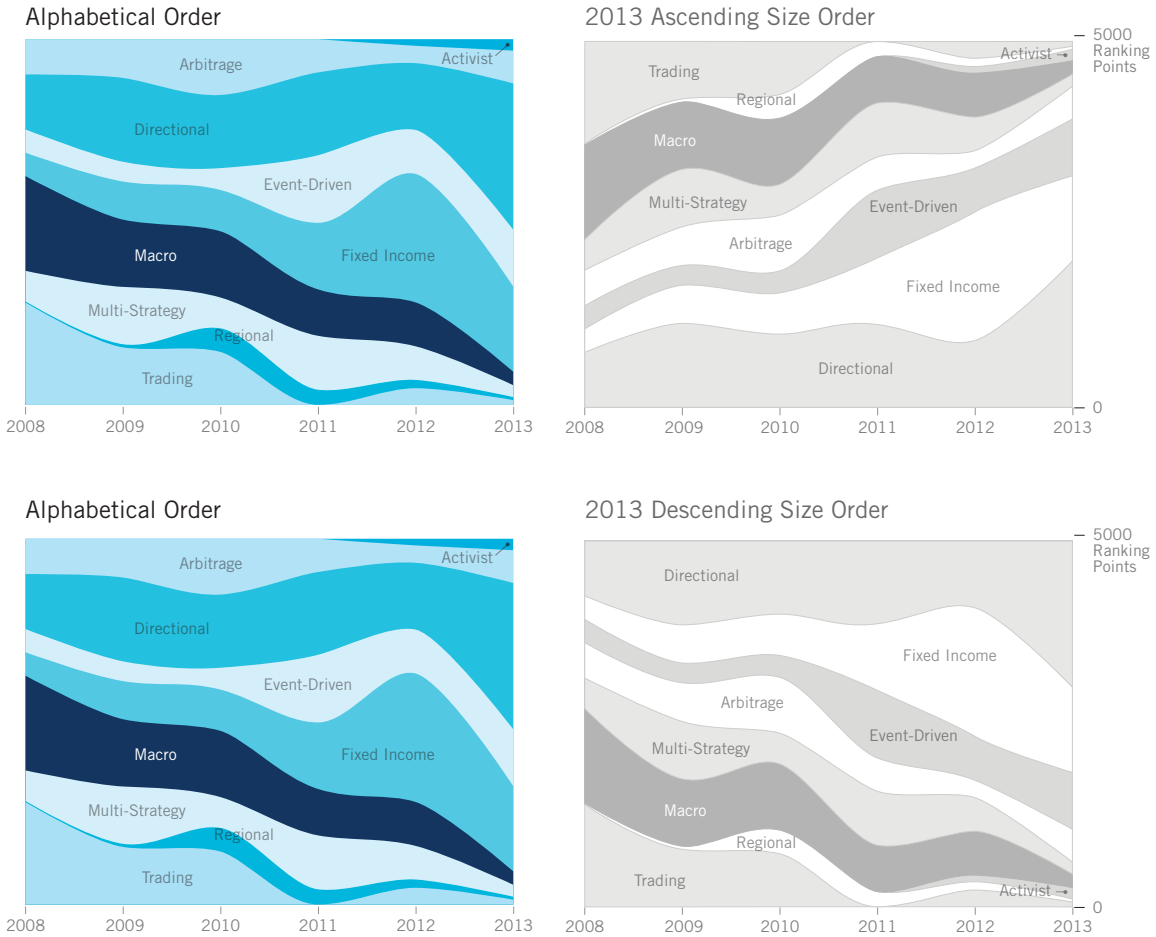 Alphabetical Order
Activist
Arbitrage
Directional
Event-Driven
Macro
Fixed Income
Multi-Strategy
Regional
Trading
2008 2009 2010 2011 2012 2013
2013 Ascending Size Order
5000
Ranking
Points
Activist
Trading
Regional
Macro
Multi-Strategy
Event-Driven
Arbitrage
Fixed Income
Directional
0
2008 2009 2010 2011 2012 2013
Alphabetical Order
Activist
Arbitrage
Directional
Event-Driven
Macro
Fixed Income
Multi-Strategy
Regional
Trading
2008 2009 2010 2011 2012 2013
2013 Descending Size Order
5000
Ranking
Points
Directional
Fixed Income
Arbitrage
Event-Driven
Multi-Strategy
Macro
Regional
Trading
Activist
0
2008 2009 2010 2011 2012 2013